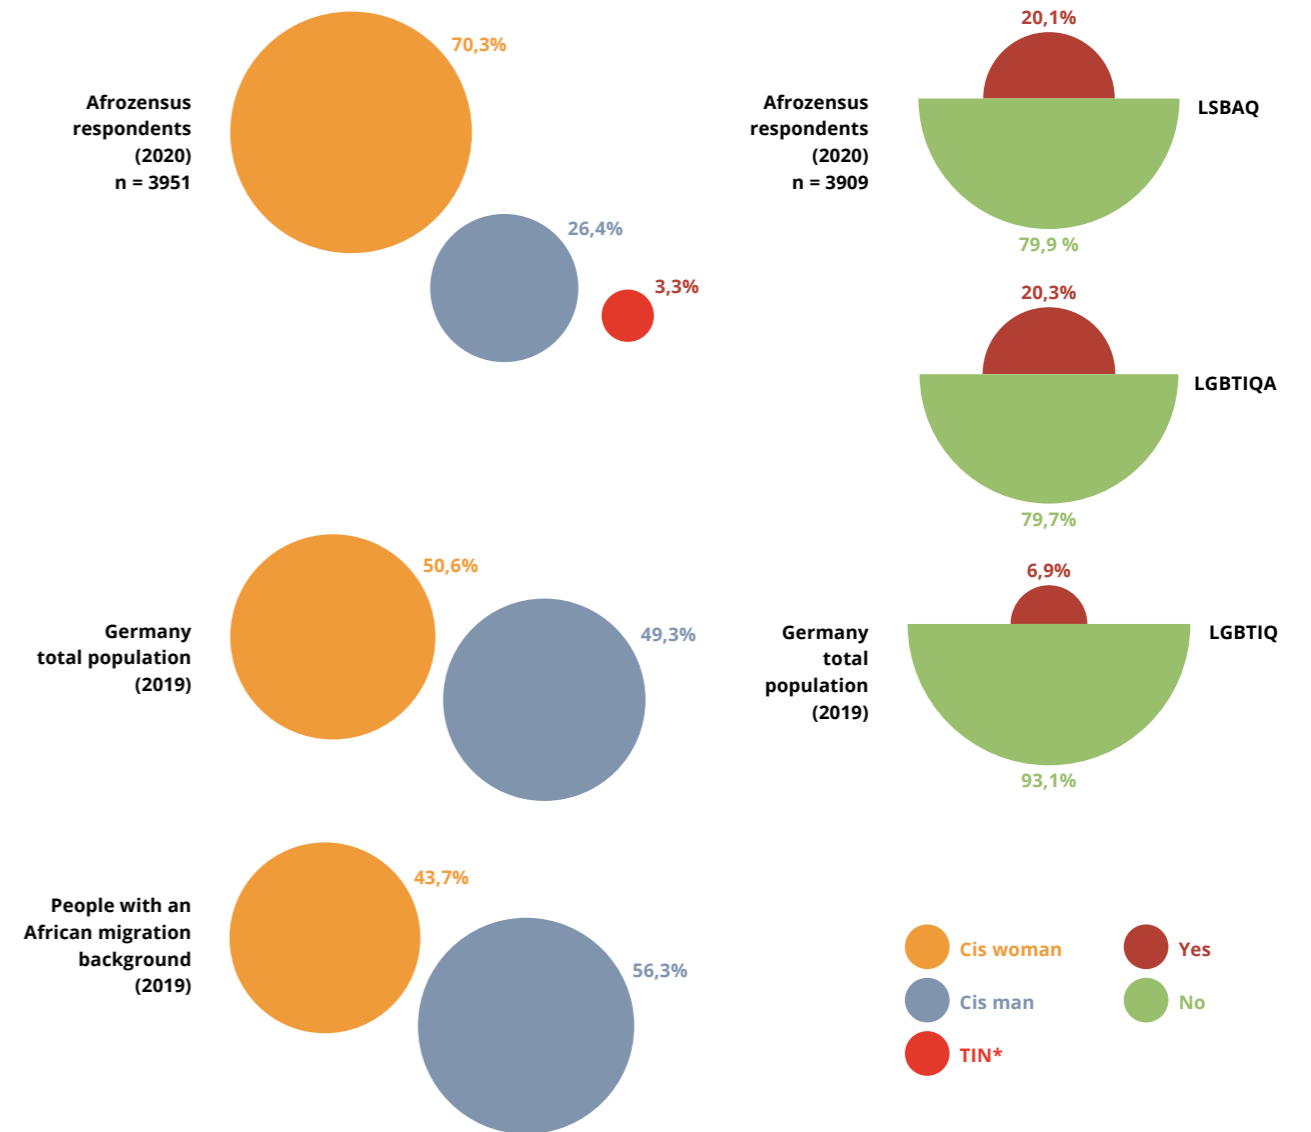 70,3%
Afrozensus
respondents
(2020)
n = 3951
26,4%
3,3%
50,6%
Germany
total population
(2019)
49,3%
43,7%
People with an
African migration
background
(2019)
56,3%
20,1%
Afrozensus
respondents
(2020)
n = 3909
LSBAQ
79,9 %
20,3%
LGBTIQA
79,7%
6,9%
Germany
total
population
(2019)
LGBTIQ
93,1%
Cis woman
Cis man
TIN*
Yes
No